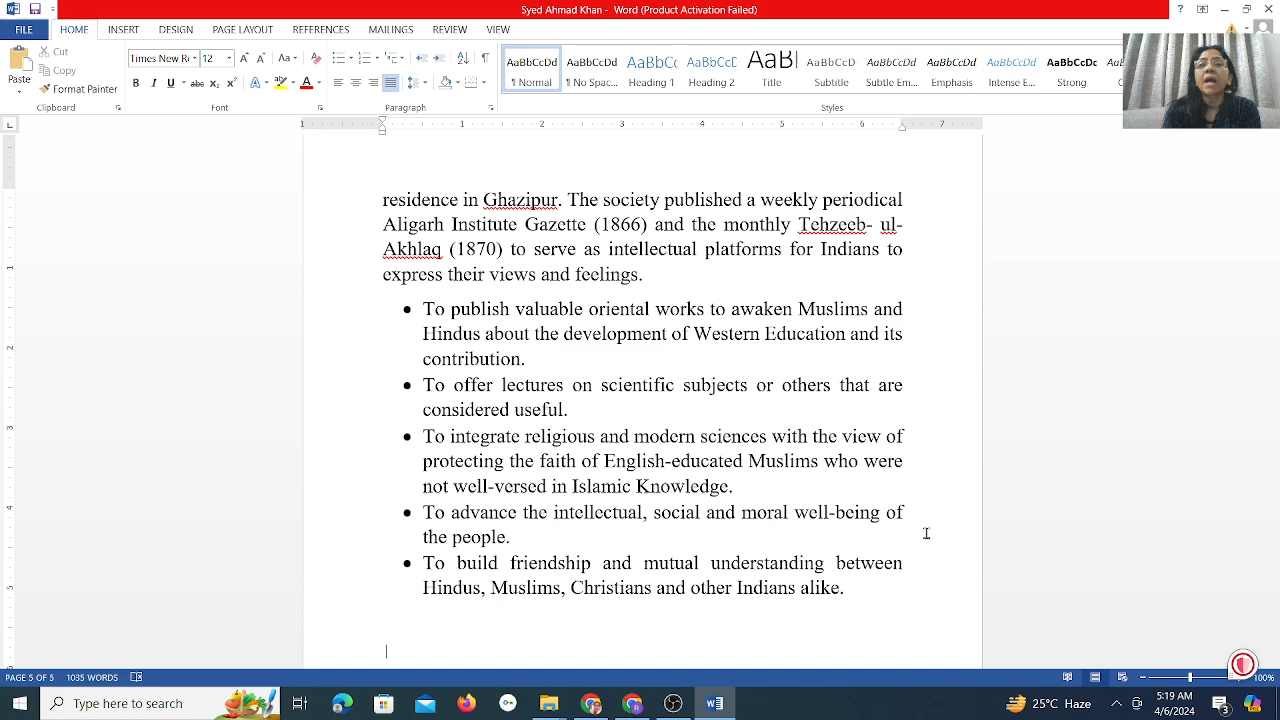 Syed Ahmad Khan - Word (Product Activation Failed)
FILE HOME INSERT DESIGN PAGE LAYOUT REFERENCES MAILINGS REVIEW VIEW
Paste Cut
Copy
Format Painter
Clipboard
Times New Ro 12
Font
Paragraph
AaBbCcDd AaBbCcDd AaBbCc AaBbCcD AaBl AaBbCcD AaBbCcDd AaBbCcDd AaBbCcDd AaBbCcDd
¶ Normal ¶ No Spac... Heading 1 Heading 2 Title Subtitle Subtle Em... Emphasis Intense E... Strong
Styles
residence in Ghazipur. The society published a weekly periodical
Aligarh Institute Gazette (1866) and the monthly Tehzeeb- ul-
Akhlaq (1870) to serve as intellectual platforms for Indians to
express their views and feelings.
• To publish valuable oriental works to awaken Muslims and
Hindus about the development of Western Education and its
contribution.
• To offer lectures on scientific subjects or others that are
considered useful.
• To integrate religious and modern sciences with the view of
protecting the faith of English-educated Muslims who were
not well-versed in Islamic Knowledge.
• To advance the intellectual, social and moral well-being of
the people.
• To build friendship and mutual understanding between
Hindus, Muslims, Christians and other Indians alike.
PAGE 5 OF 5 1035 WORDS 100%
Type here to search
25°C Haze
5:19 AM
4/6/2024